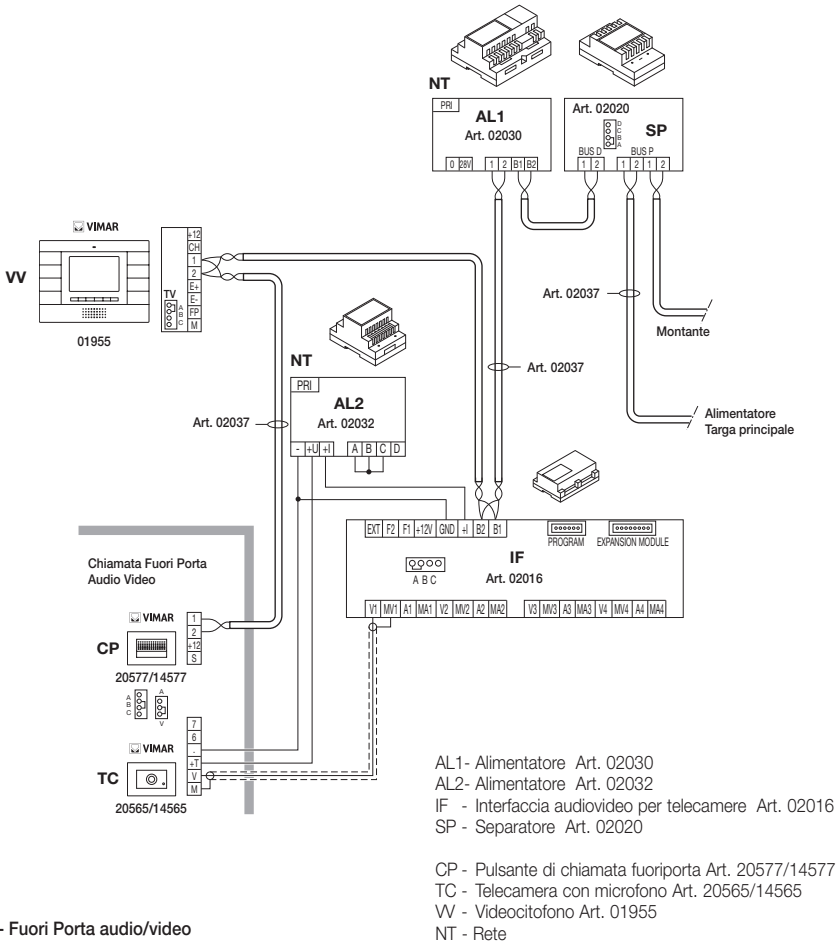 NT
PRI
AL1
Art. 02030
0 28V 1 2 B1 B2
Art. 02020
D
C
B
A
SP
BUS D BUS P
1 2 1 2 1 2
VIMAR
VV
01955
+12
CH
1
2
E+
E-
FP
M
TV
A
B
C
Art. 02037
Montante
Art. 02037
Alimentatore
Targa principale
NT
PRI
AL2
Art. 02032
- +U +I A B C D
Art. 02037
EXT F2 F1 +12V GND +I B2 B1
PROGRAM EXPANSION MODULE
IF
Art. 02016
A B C
V1 MV1 A1 MA1 V2 MV2 A2 MA2 V3 MV3 A3 MA3 V4 MV4 A4 MA4
Chiamata Fuori Porta
Audio Video
VIMAR
CP
20577/14577
1
2
+12
S
A
B
C
A
V
VIMAR
TC
20565/14565
7
6
-
+T
V
M
AL1- Alimentatore Art. 02030
AL2- Alimentatore Art. 02032
IF - Interfaccia audiovideo per telecamere Art. 02016
SP - Separatore Art. 02020
CP - Pulsante di chiamata fuoriporta Art. 20577/14577
TC - Telecamera con microfono Art. 20565/14565
VV - Videocitofono Art. 01955
NT - Rete
- Fuori Porta audio/video